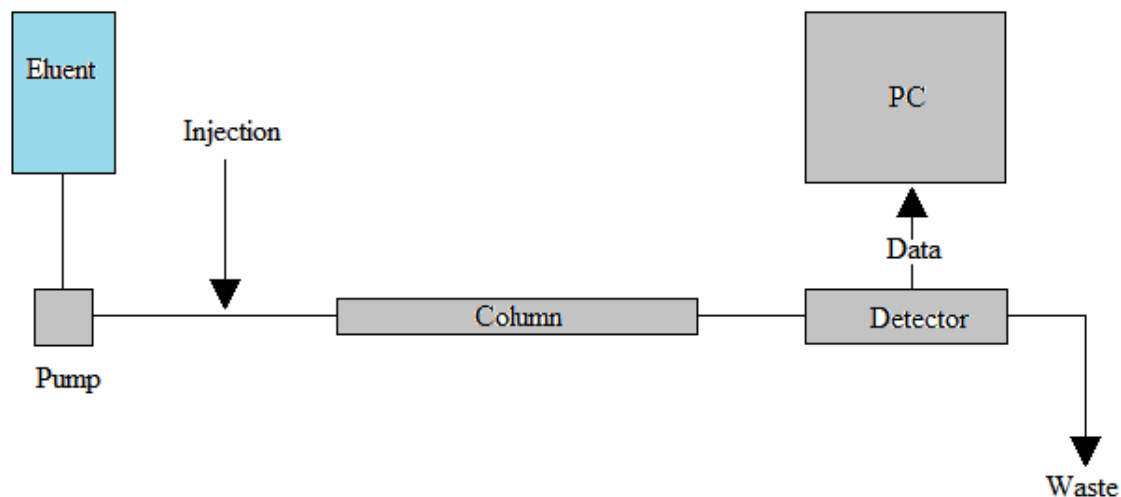 Eluent
PC
Injection
Data
Column
Detector
Pump
Waste